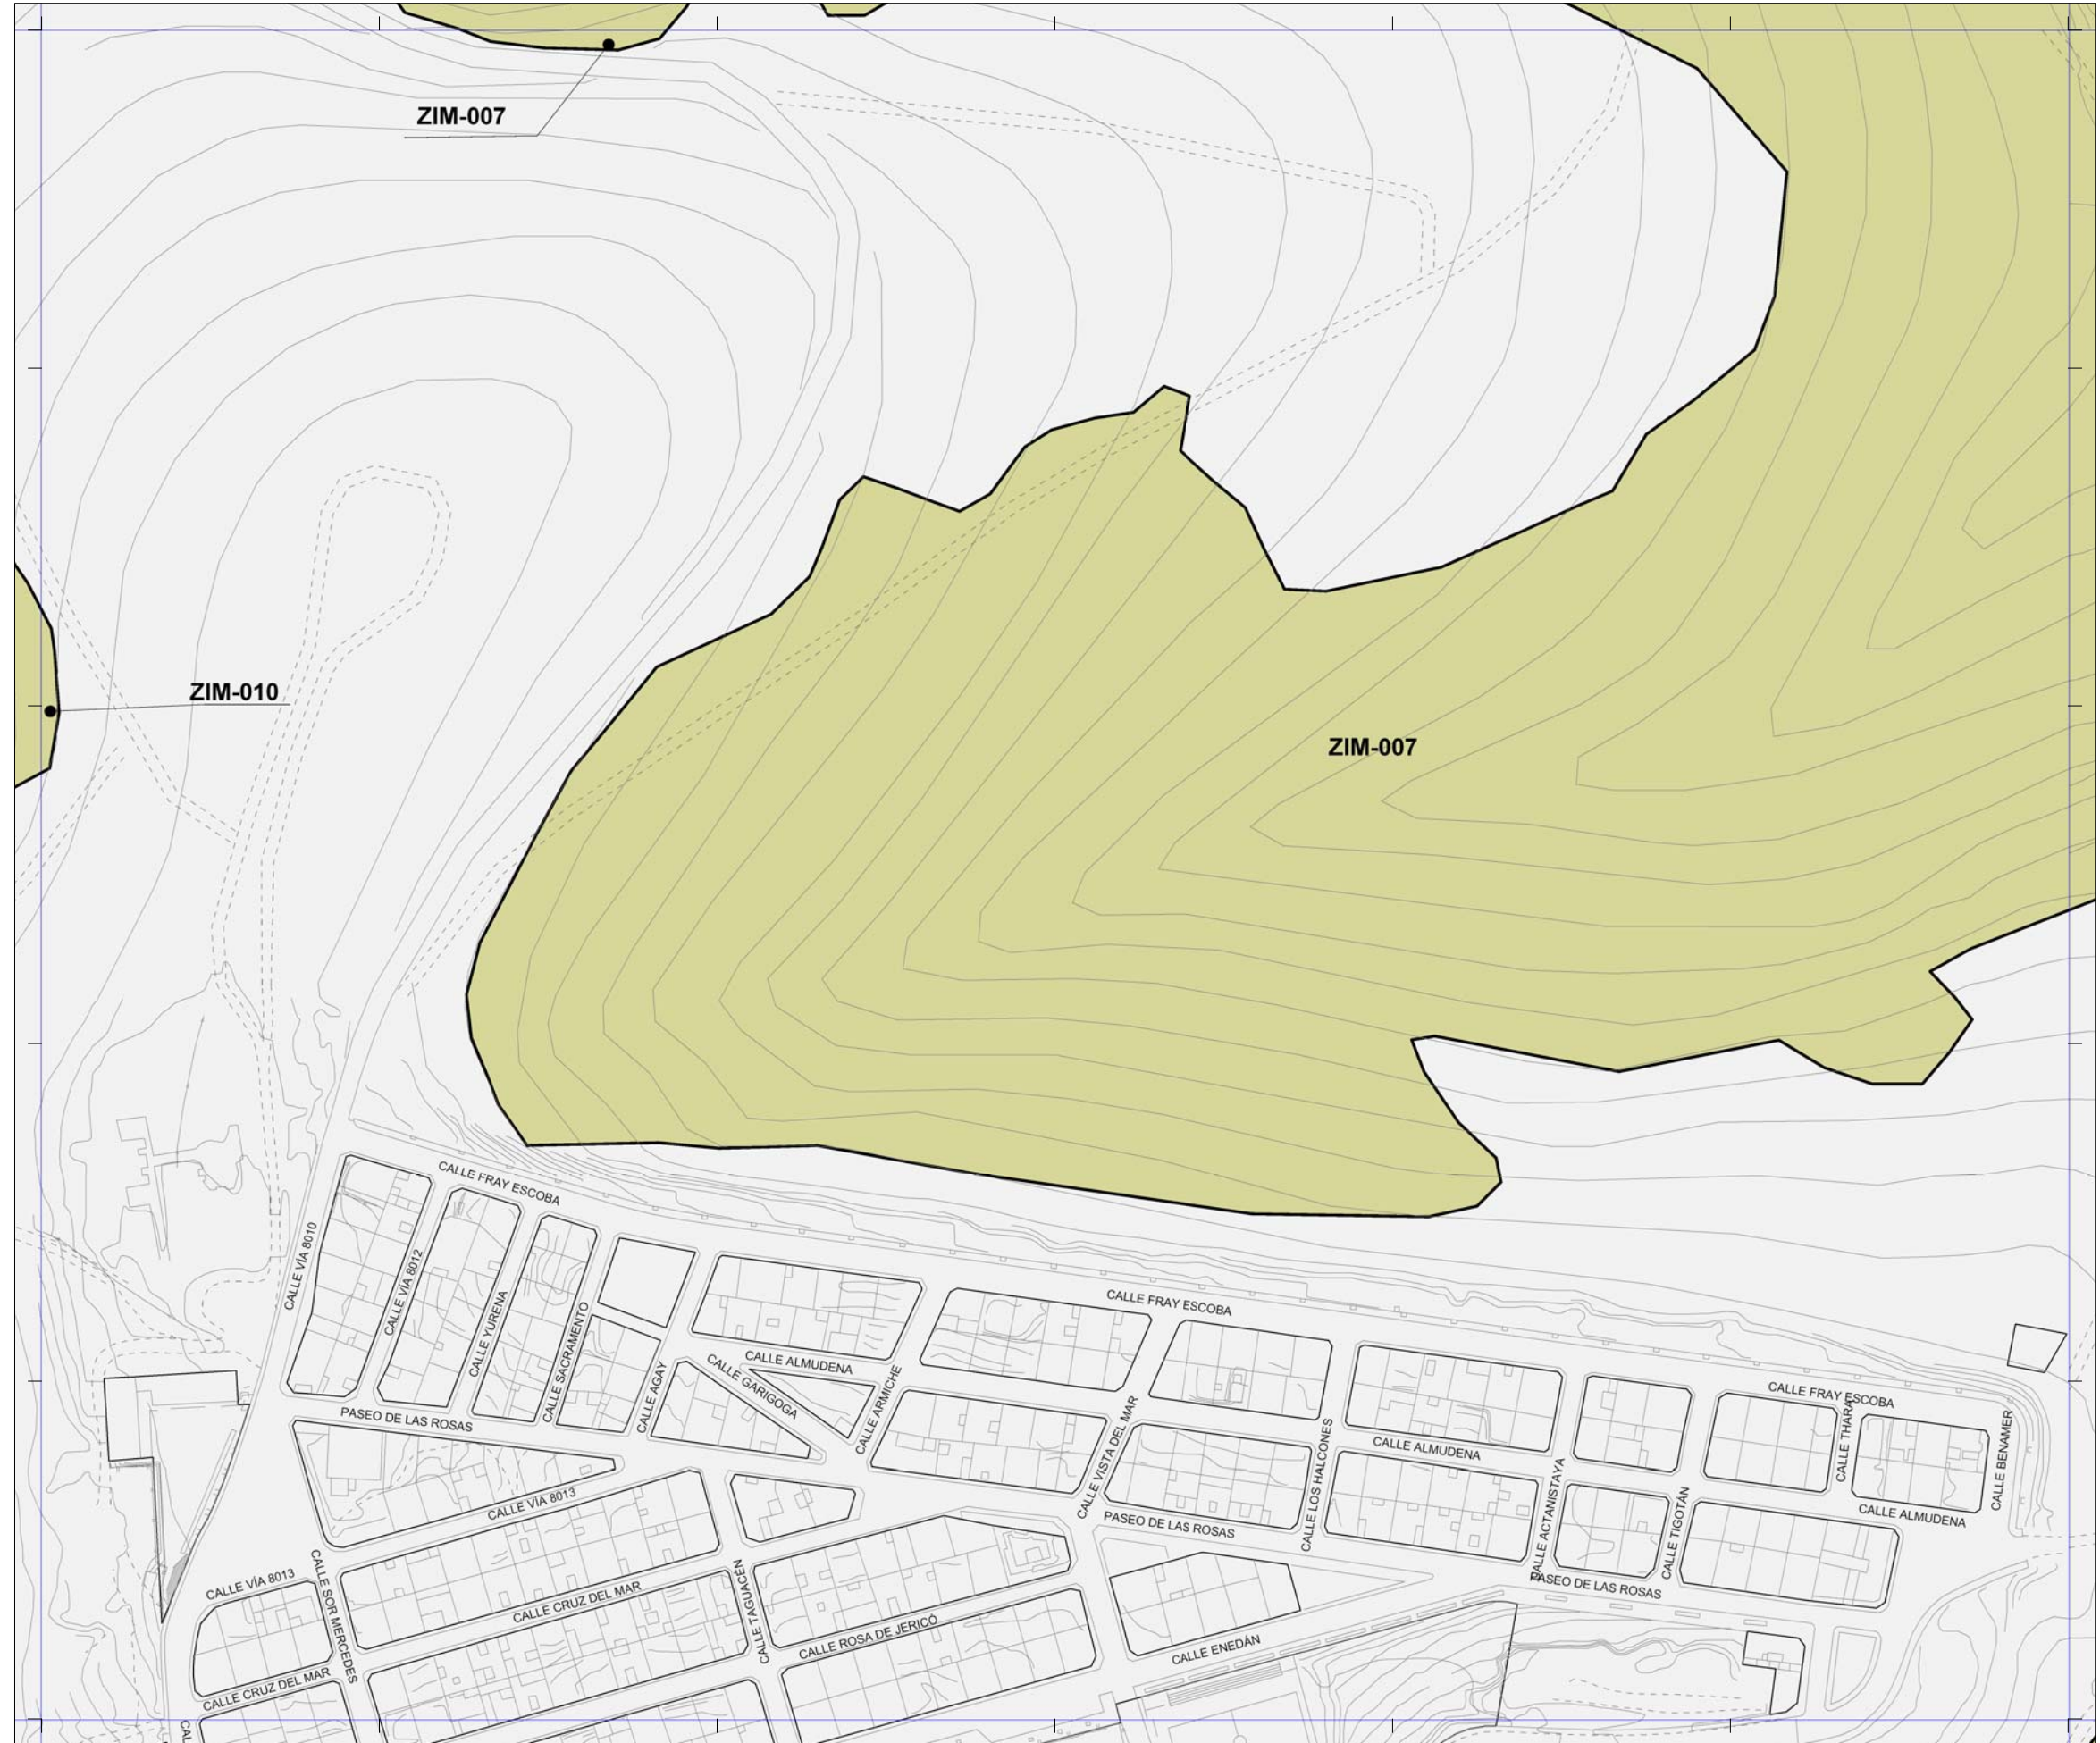 ZIM-007
ZIM-010
ZIM-007
CALLE FRAY ESCOBA
CALLE VÍA 8010
CALLE VÍA 8012
CALLE YURENA
CALLE SACRAMENTO
CALLE AGAY
CALLE FRAY ESCOBA
CALLE ALMUDENA
CALLE GARIGOGA
CALLE ARMICHE
CALLE VISTA DEL MAR
CALLE LOS HALCONES
CALLE ALMUDENA
CALLE FRAY ESCOBA
CALLE THARAT
CALLE BENAMER
CALLE ALMUDENA
CALLE ACTANISTAYA
CALLE TIGOTÁN
PASEO DE LAS ROSAS
PASEO DE LAS ROSAS
PASEO DE LAS ROSAS
CALLE VÍA 8013
CALLE VÍA 8013
CALLE SOR MERCEDES
CALLE CRUZ DEL MAR
CALLE TAGUACEN
CALLE ROSA DE JERICÓ
CALLE ENEDÁN
CALLE CRUZ DEL MAR
CAL